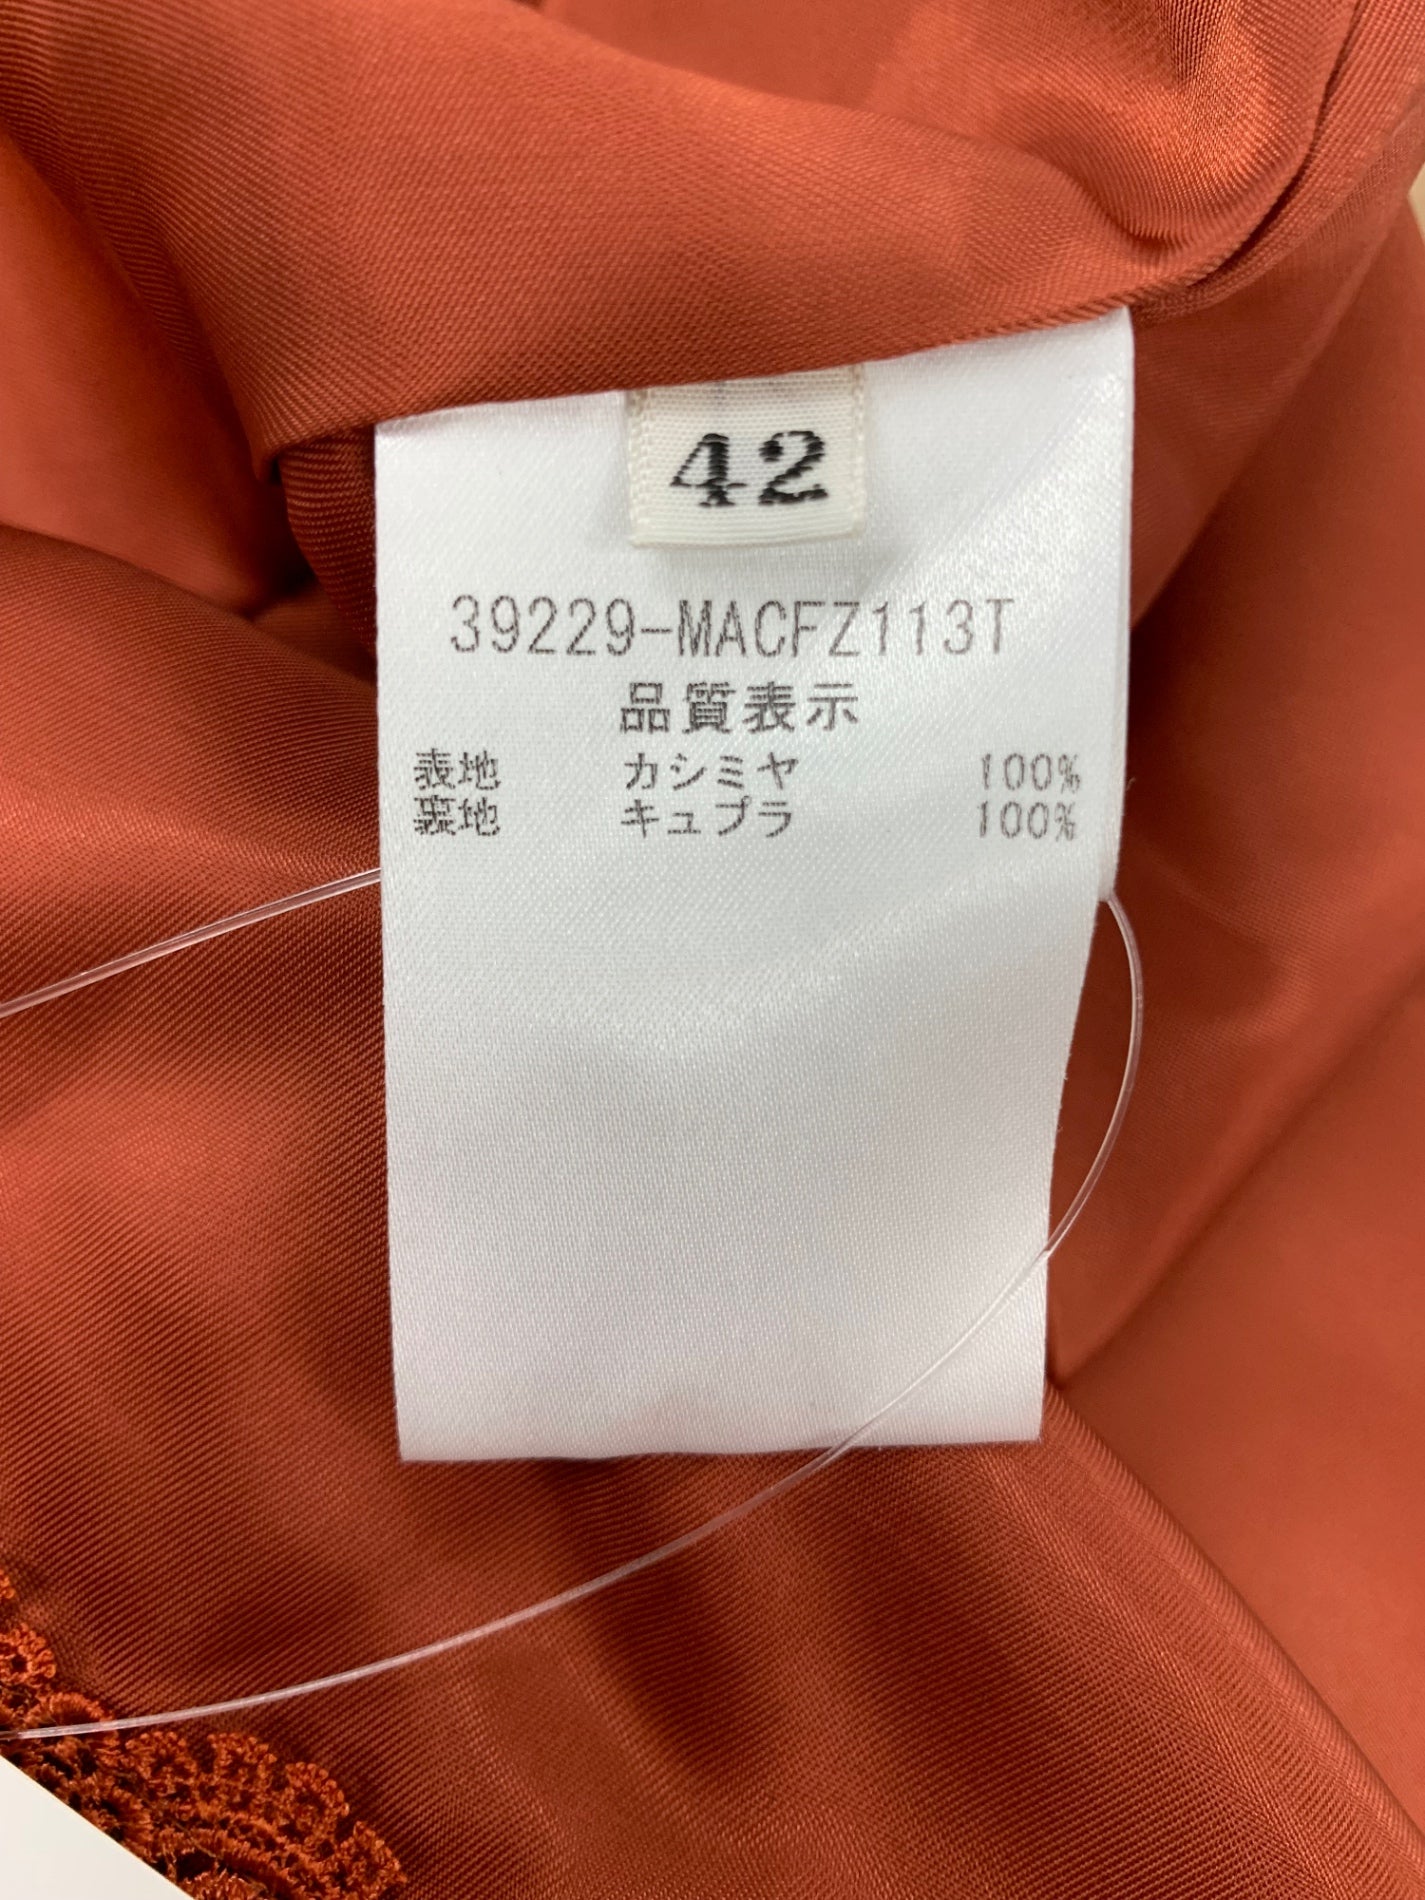 42
39229-MACFZ113T
品質表示
表地 カシミヤ 100%
裏地 キュプラ 100%